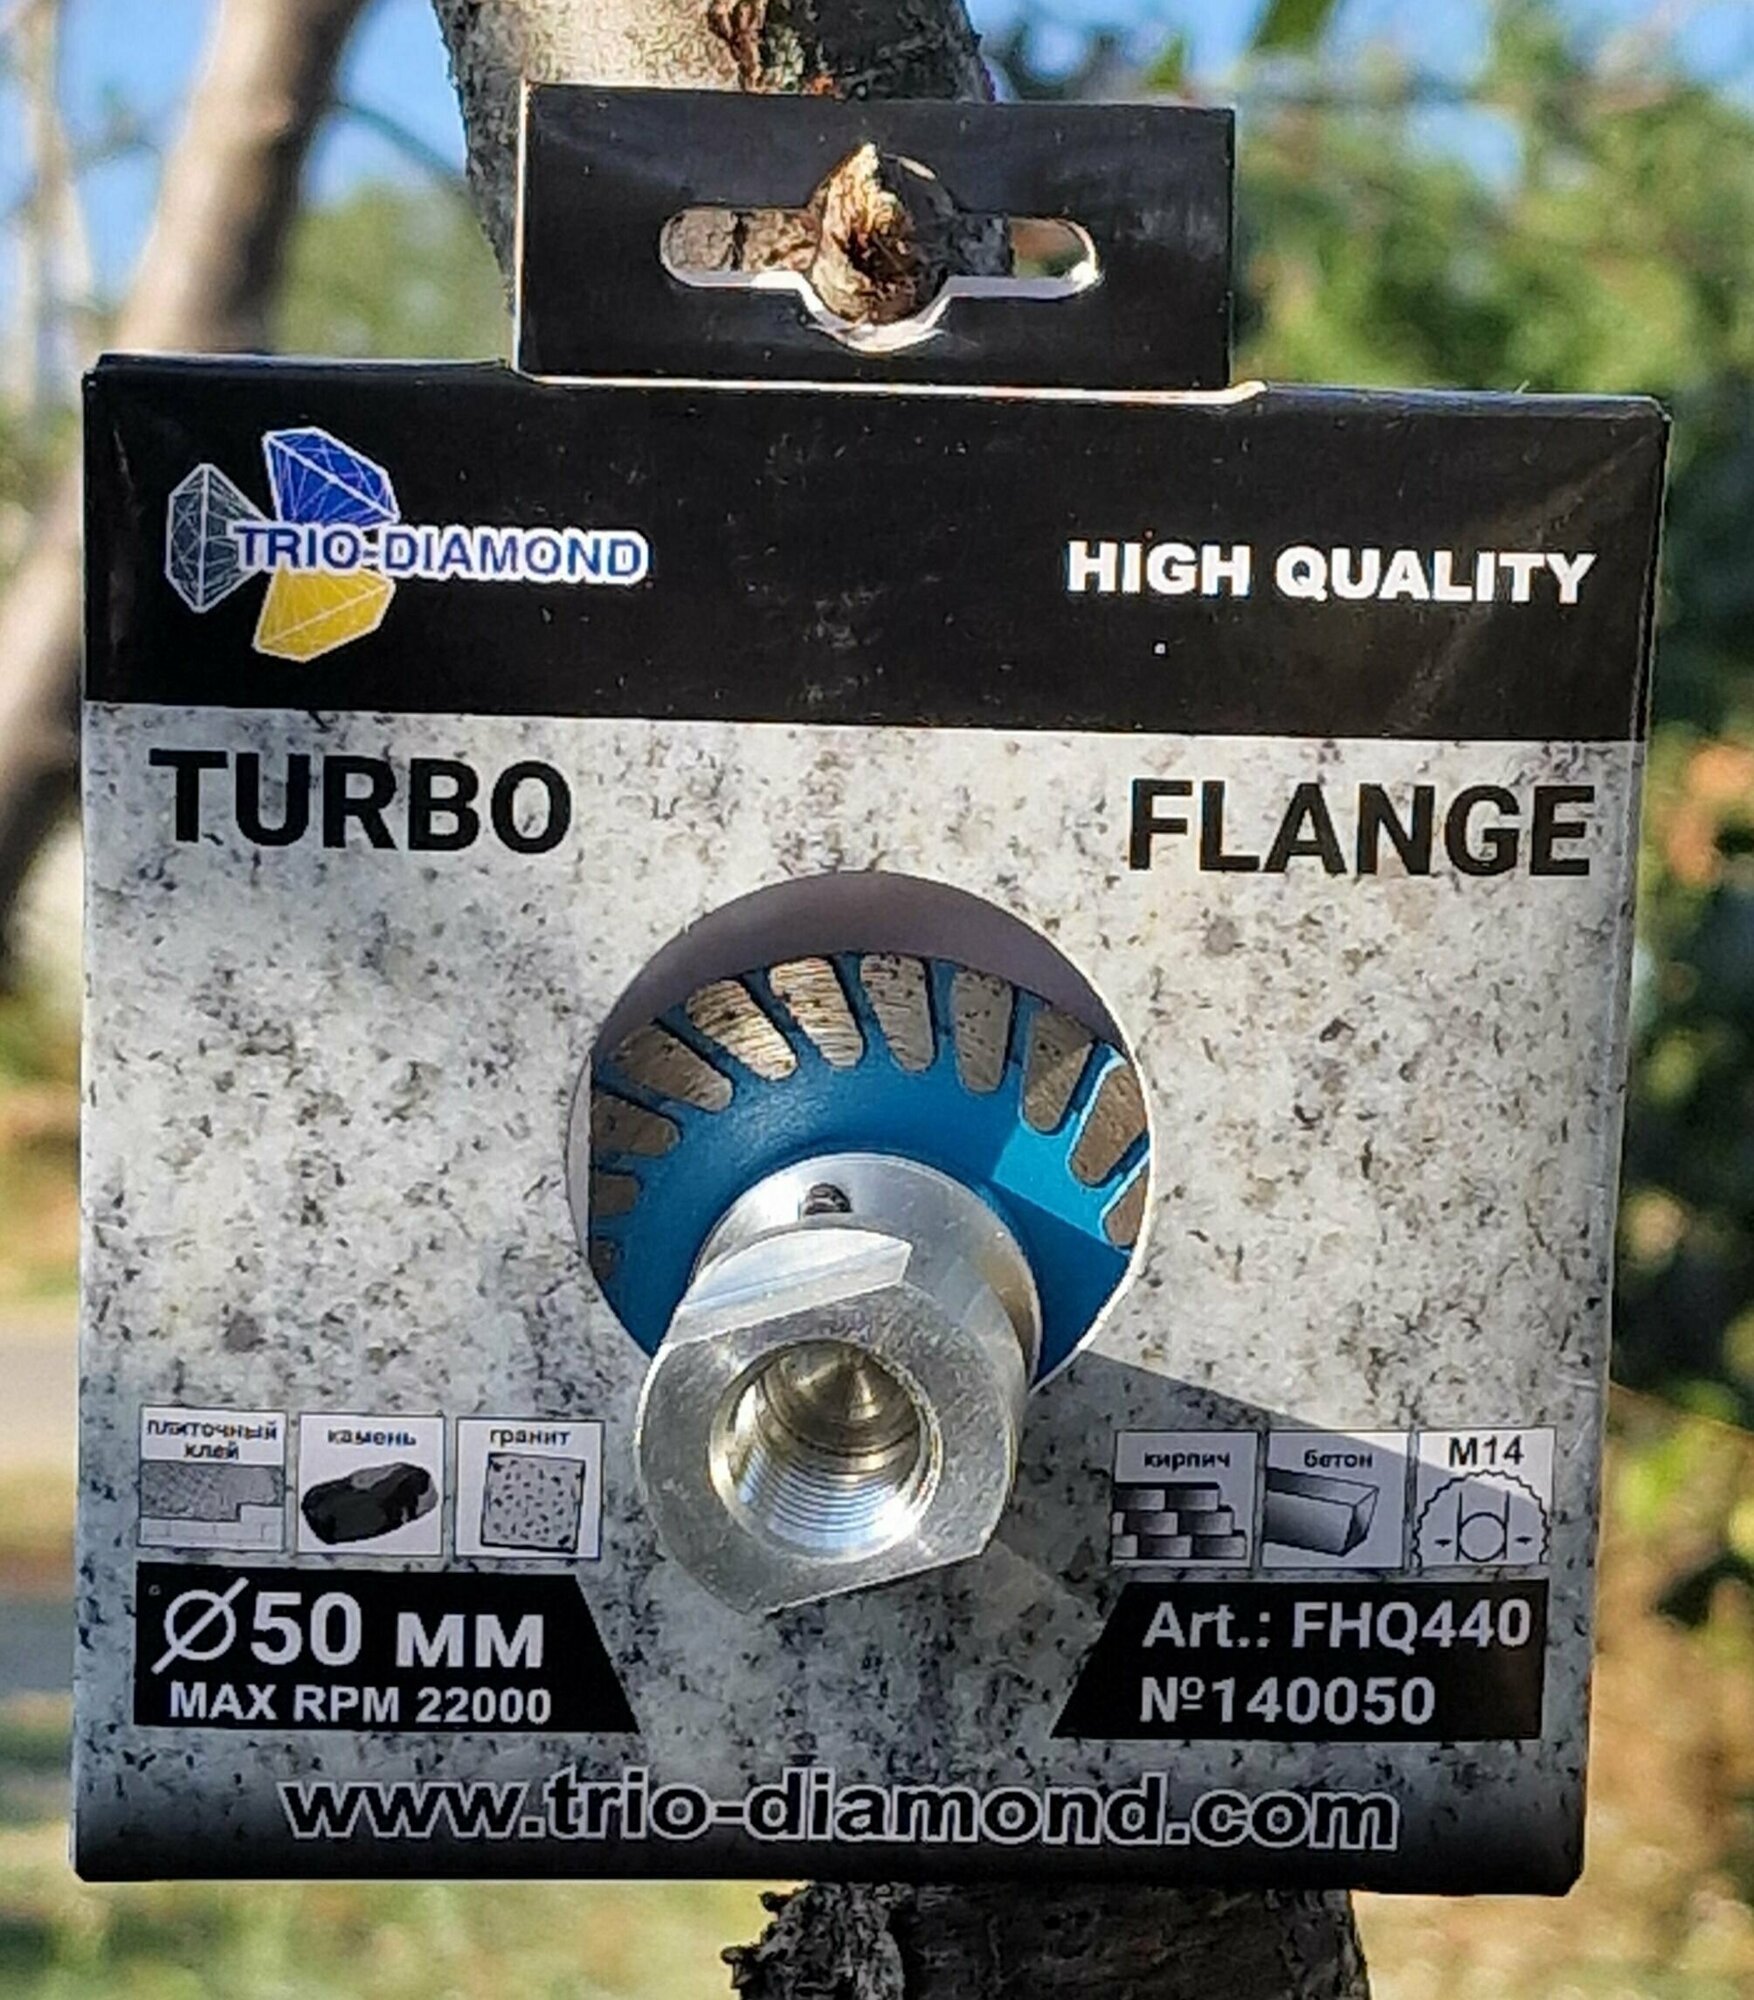 TRIO-DIAMOND
HIGH QUALITY
TURBO
FLANGE
плиточный
клей
камень
гранит
кирпич
бетон
M14
Ø50 мм
MAX RPM 22000
Art.: FHQ440
№140050
www.trio-diamond.com